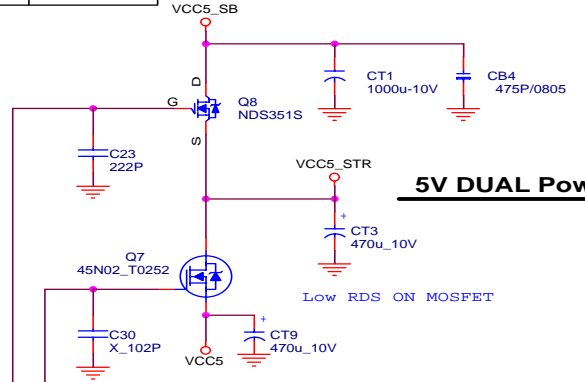 VCC5_SB
D
G
Q8
NDS351S
S
CT1
1000u-10V
CB4
475P/0805
C23
222P
VCC5_STR
5V DUAL Pow
+
CT3
470u_10V
Q7
45N02_T0252
Low RDS ON MOSFET
C30
X_102P
+
CT9
470u_10V
VCC5